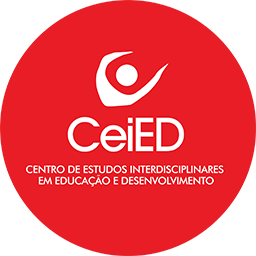 CeiED
CENTRO DE ESTUDOS INTERDISCIPLINARES
EM EDUCAÇÃO E DESENVOLVIMENTO